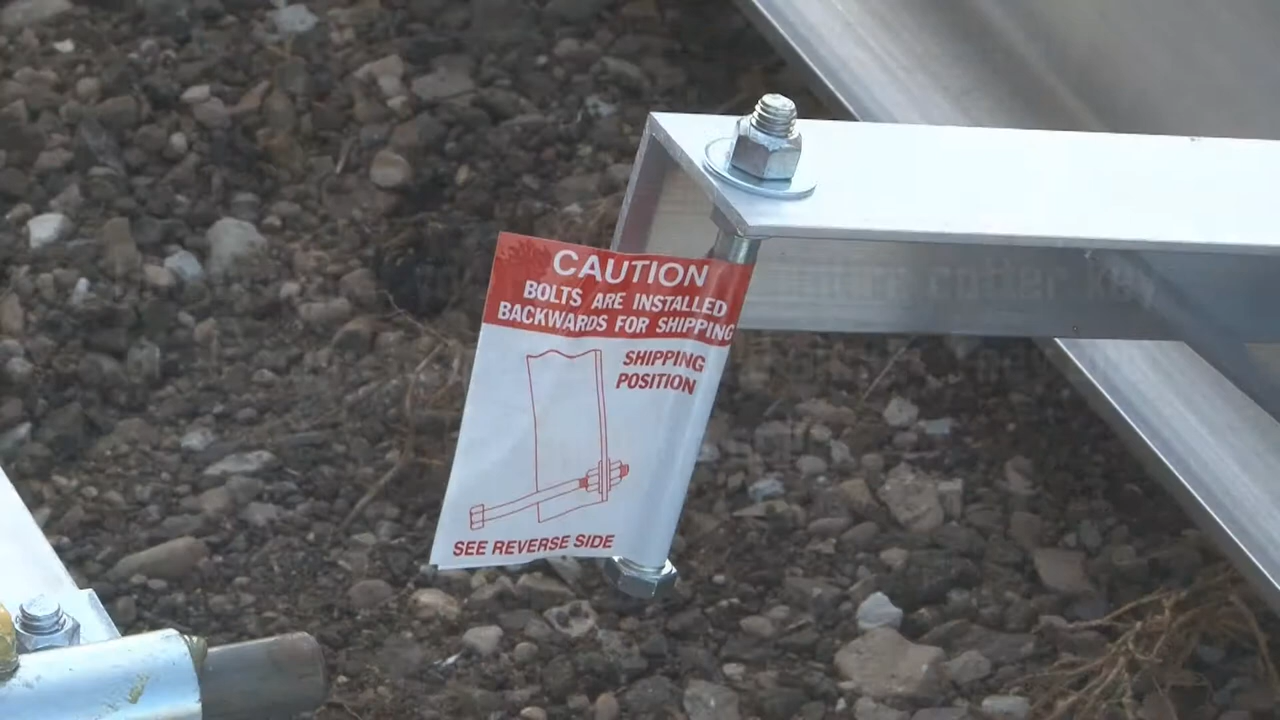 CAUTION
BOLTS ARE INSTALLED
BACKWARDS FOR SHIPPING
SHIPPING
POSITION
SEE REVERSE SIDE